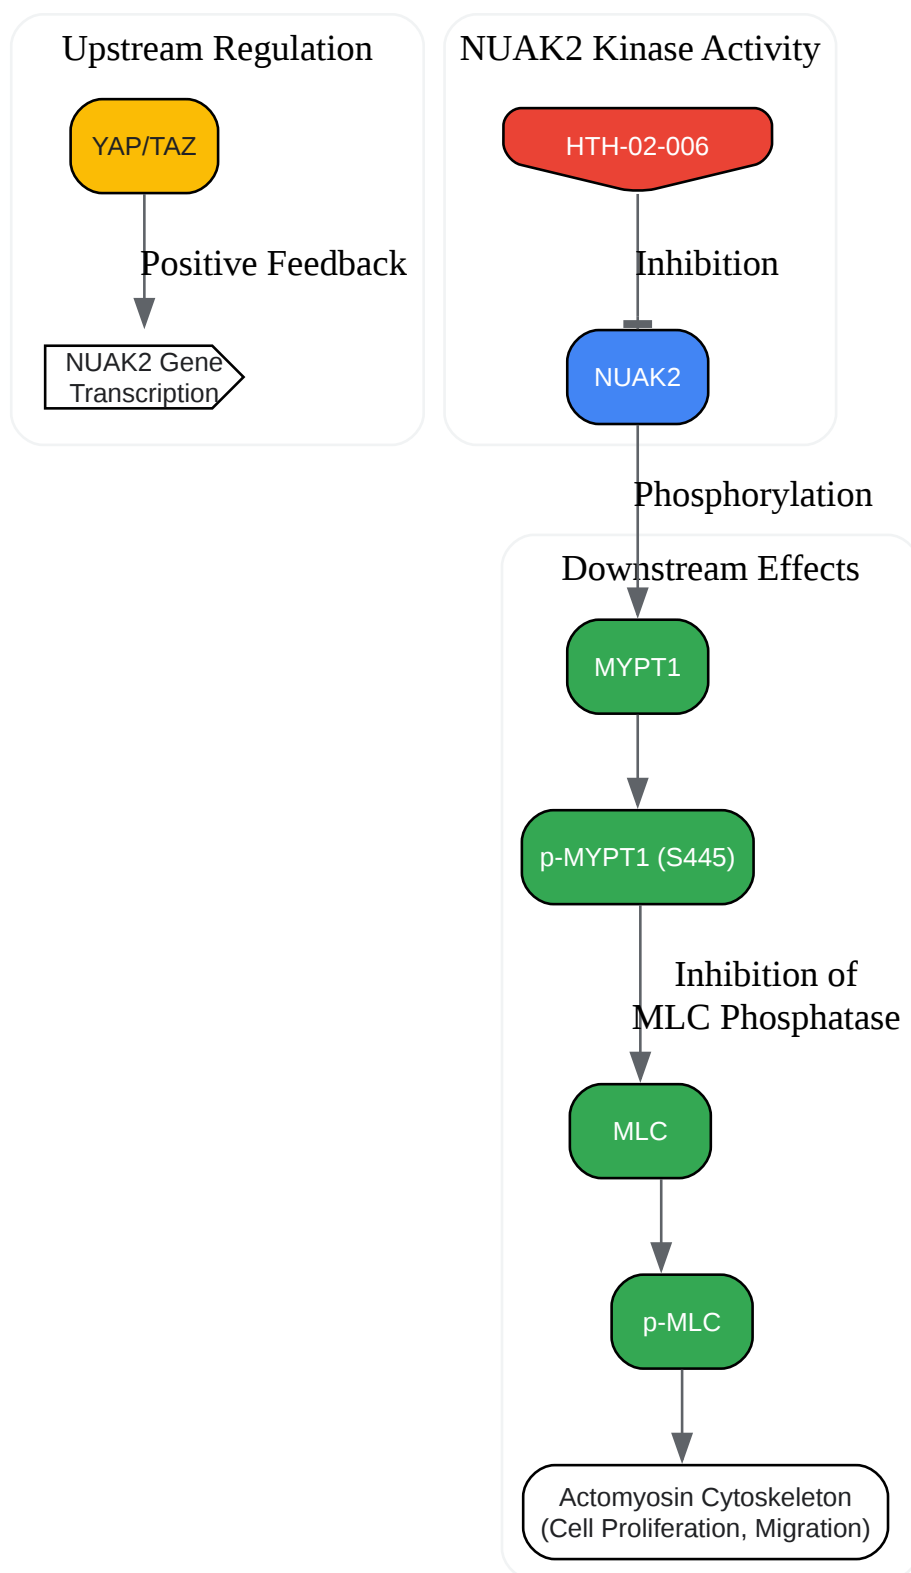 Upstream Regulation
YAP/TAZ
Positive Feedback
NUAK2 Gene
Transcription
NUAK2 Kinase Activity
HTH-02-006
Inhibition
NUAK2
Phosphorylation
Downstream Effects
MYPT1
p-MYPT1 (S445)
Inhibition of
MLC Phosphatase
MLC
p-MLC
Actomyosin Cytoskeleton
(Cell Proliferation, Migration)